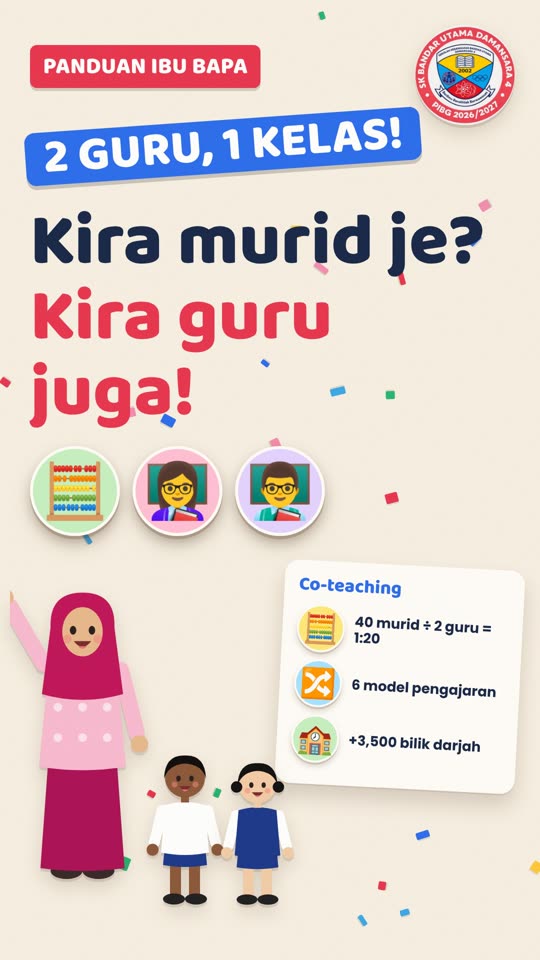 PANDUAN IBU BAPA
SK BANDAR UTAMA DAMANSARA 4
2002
PIBG 2026/2027
2 GURU, 1 KELAS!
Kira murid je?
Kira guru
juga!
Co-teaching
40 murid ÷ 2 guru =
1:20
6 model pengajaran
+3,500 bilik darjah